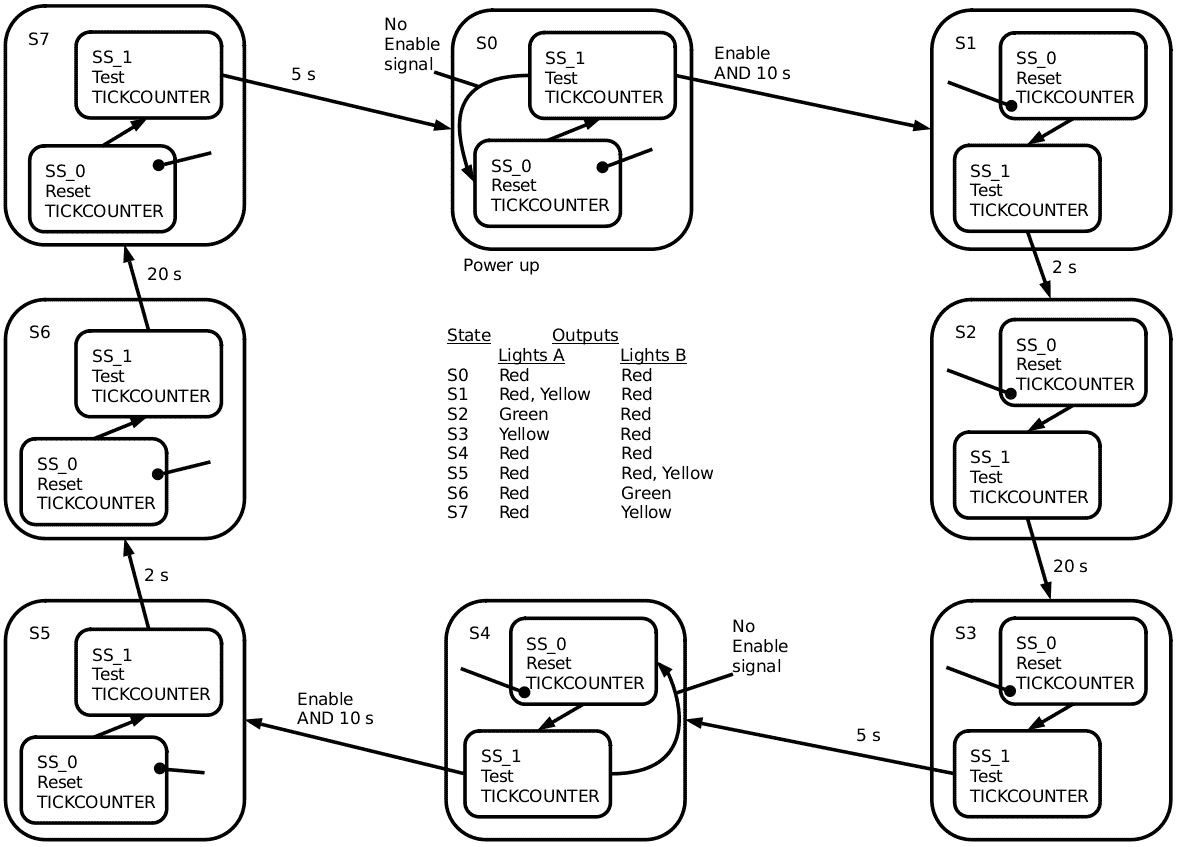 S7
SS_1
Test
TICKCOUNTER
SS_0
Reset
TICKCOUNTER
5 s
No
Enable
signal
S0
SS_1
Test
TICKCOUNTER
SS_0
Reset
TICKCOUNTER
Power up
Enable
AND 10 s
S1
SS_0
Reset
TICKCOUNTER
SS_1
Test
TICKCOUNTER
2 s
20 s
S6
SS_1
Test
TICKCOUNTER
SS_0
Reset
TICKCOUNTER
State Outputs
Lights A Lights B
S0 Red Red
S1 Red, Yellow Red
S2 Green Red
S3 Yellow Red
S4 Red Red
S5 Red Red, Yellow
S6 Red Green
S7 Red Yellow
S2
SS_0
Reset
TICKCOUNTER
SS_1
Test
TICKCOUNTER
20 s
2 s
S5
SS_1
Test
TICKCOUNTER
SS_0
Reset
TICKCOUNTER
Enable
AND 10 s
S4
SS_0
Reset
TICKCOUNTER
SS_1
Test
TICKCOUNTER
No
Enable
signal
5 s
S3
SS_0
Reset
TICKCOUNTER
SS_1
Test
TICKCOUNTER